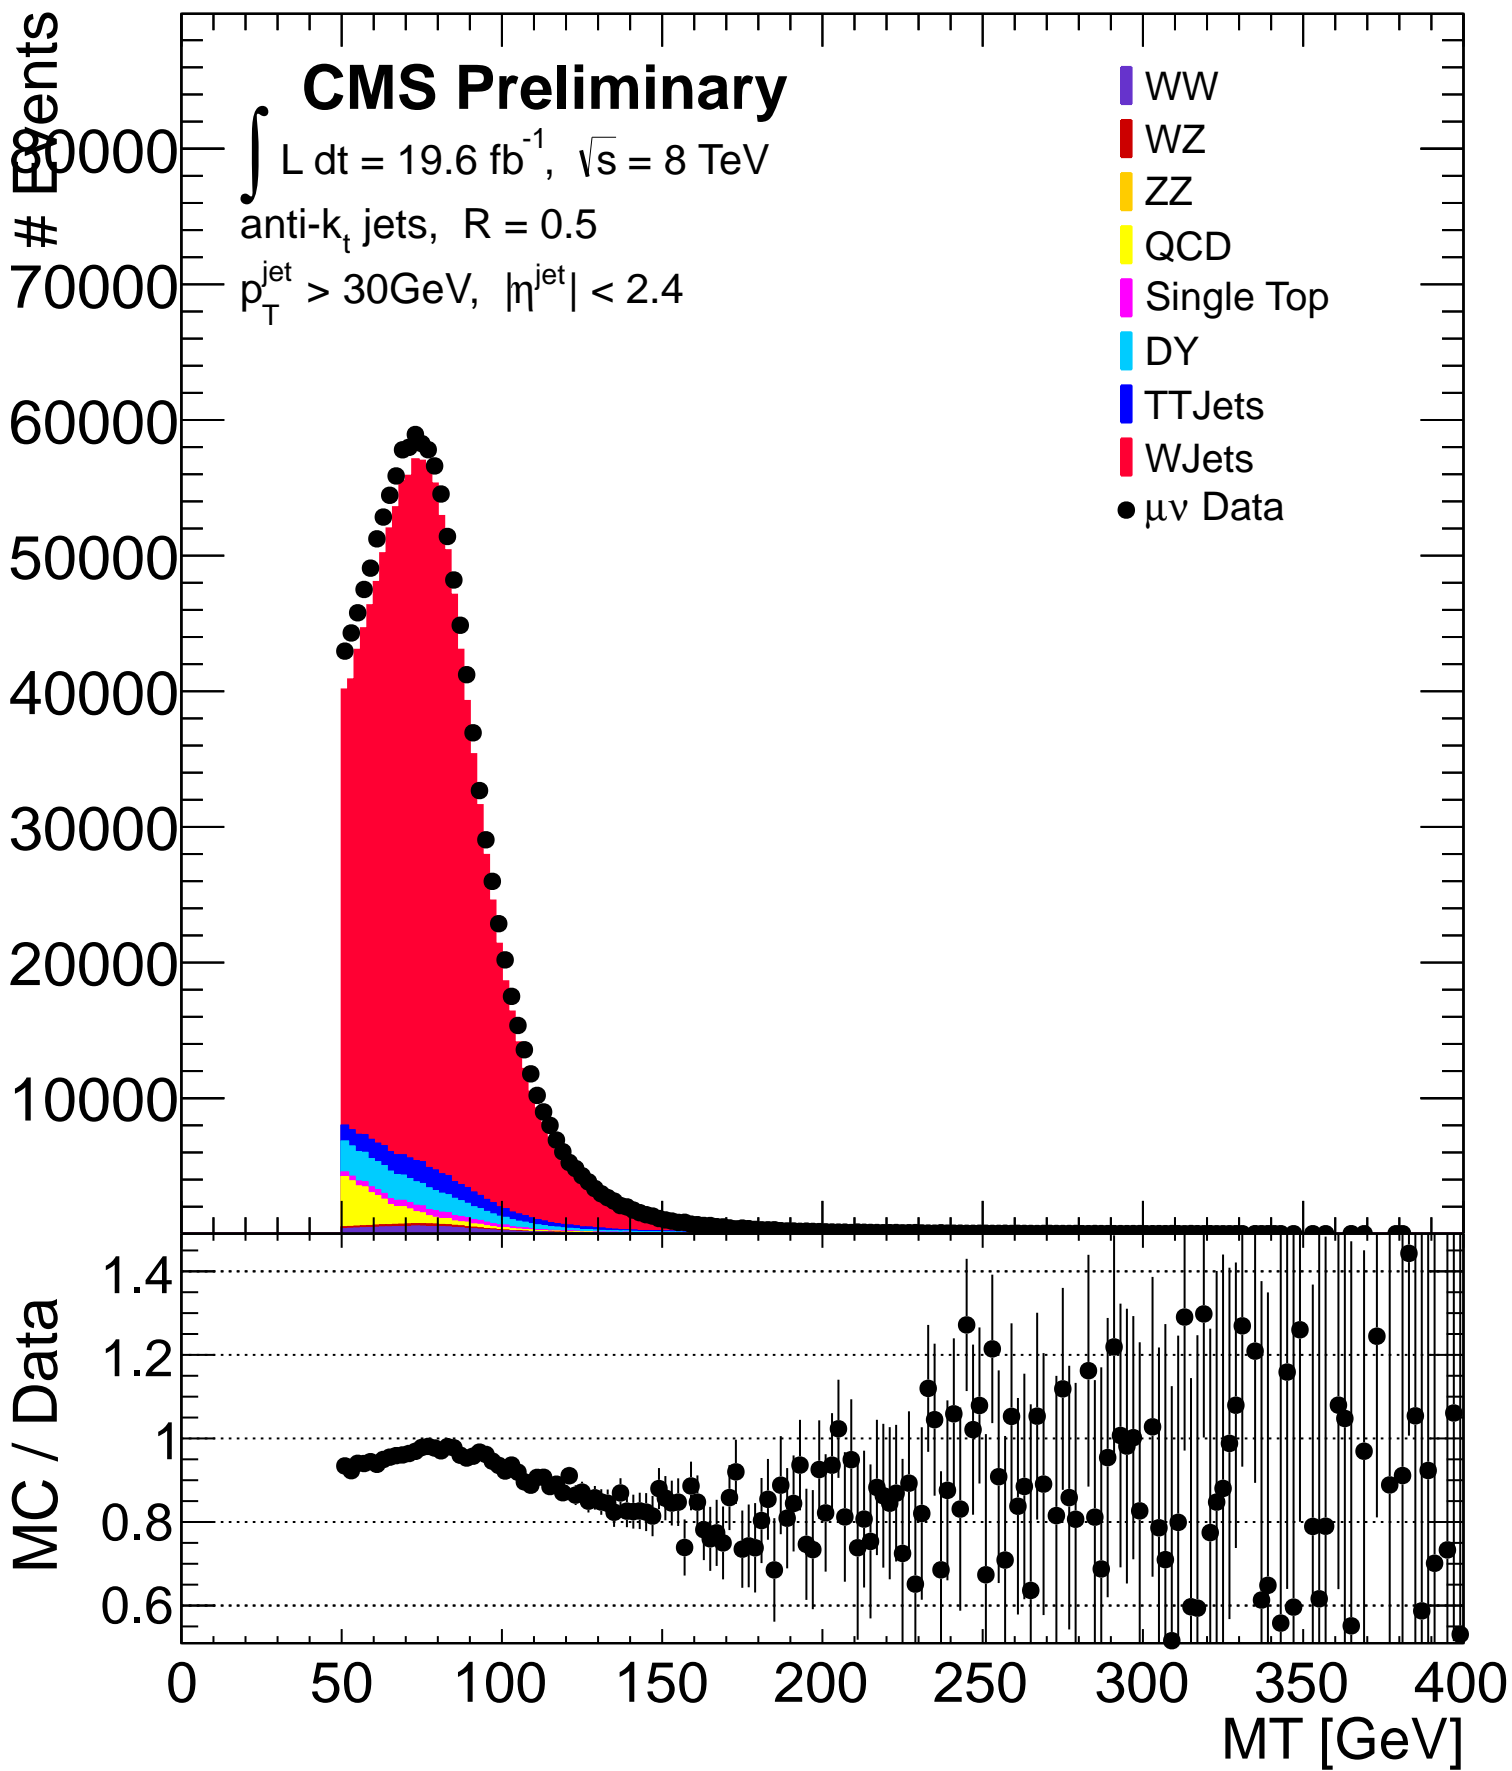 # Events
CMS Preliminary
∫ L dt = 19.6 fb⁻¹, √s = 8 TeV
anti-kₜ jets, R = 0.5
p_T^jet > 30GeV, |η^jet| < 2.4
WW
WZ
ZZ
QCD
Single Top
DY
TTJets
WJets
μν Data
80000
70000
60000
50000
40000
30000
20000
10000
MC / Data
1.4
1.2
1
0.8
0.6
0 50 100 150 200 250 300 350 400
MT [GeV]